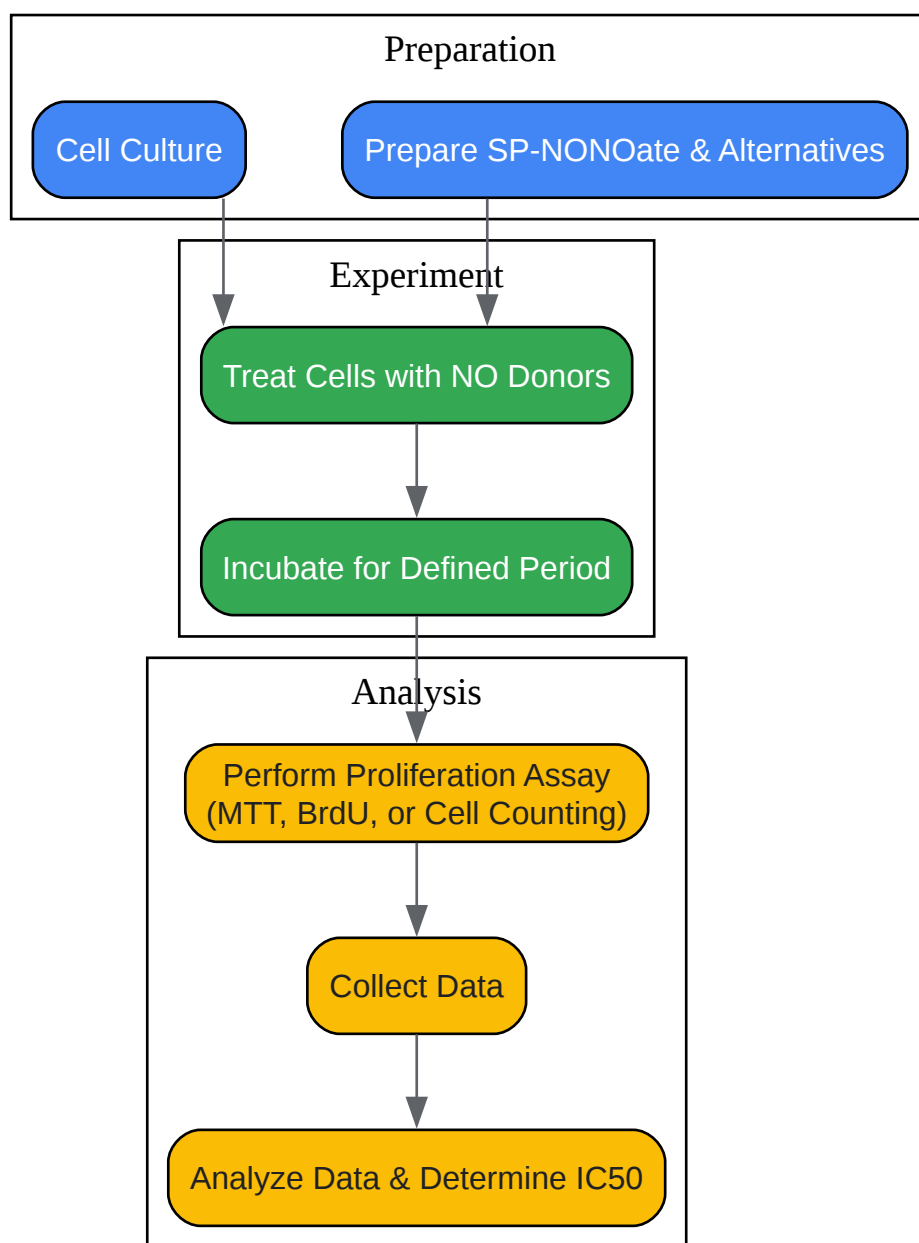 Preparation
Cell Culture
Prepare SP-NONOate & Alternatives
Experiment
Treat Cells with NO Donors
Incubate for Defined Period
Analysis
Perform Proliferation Assay
(MTT, BrdU, or Cell Counting)
Collect Data
Analyze Data & Determine IC50